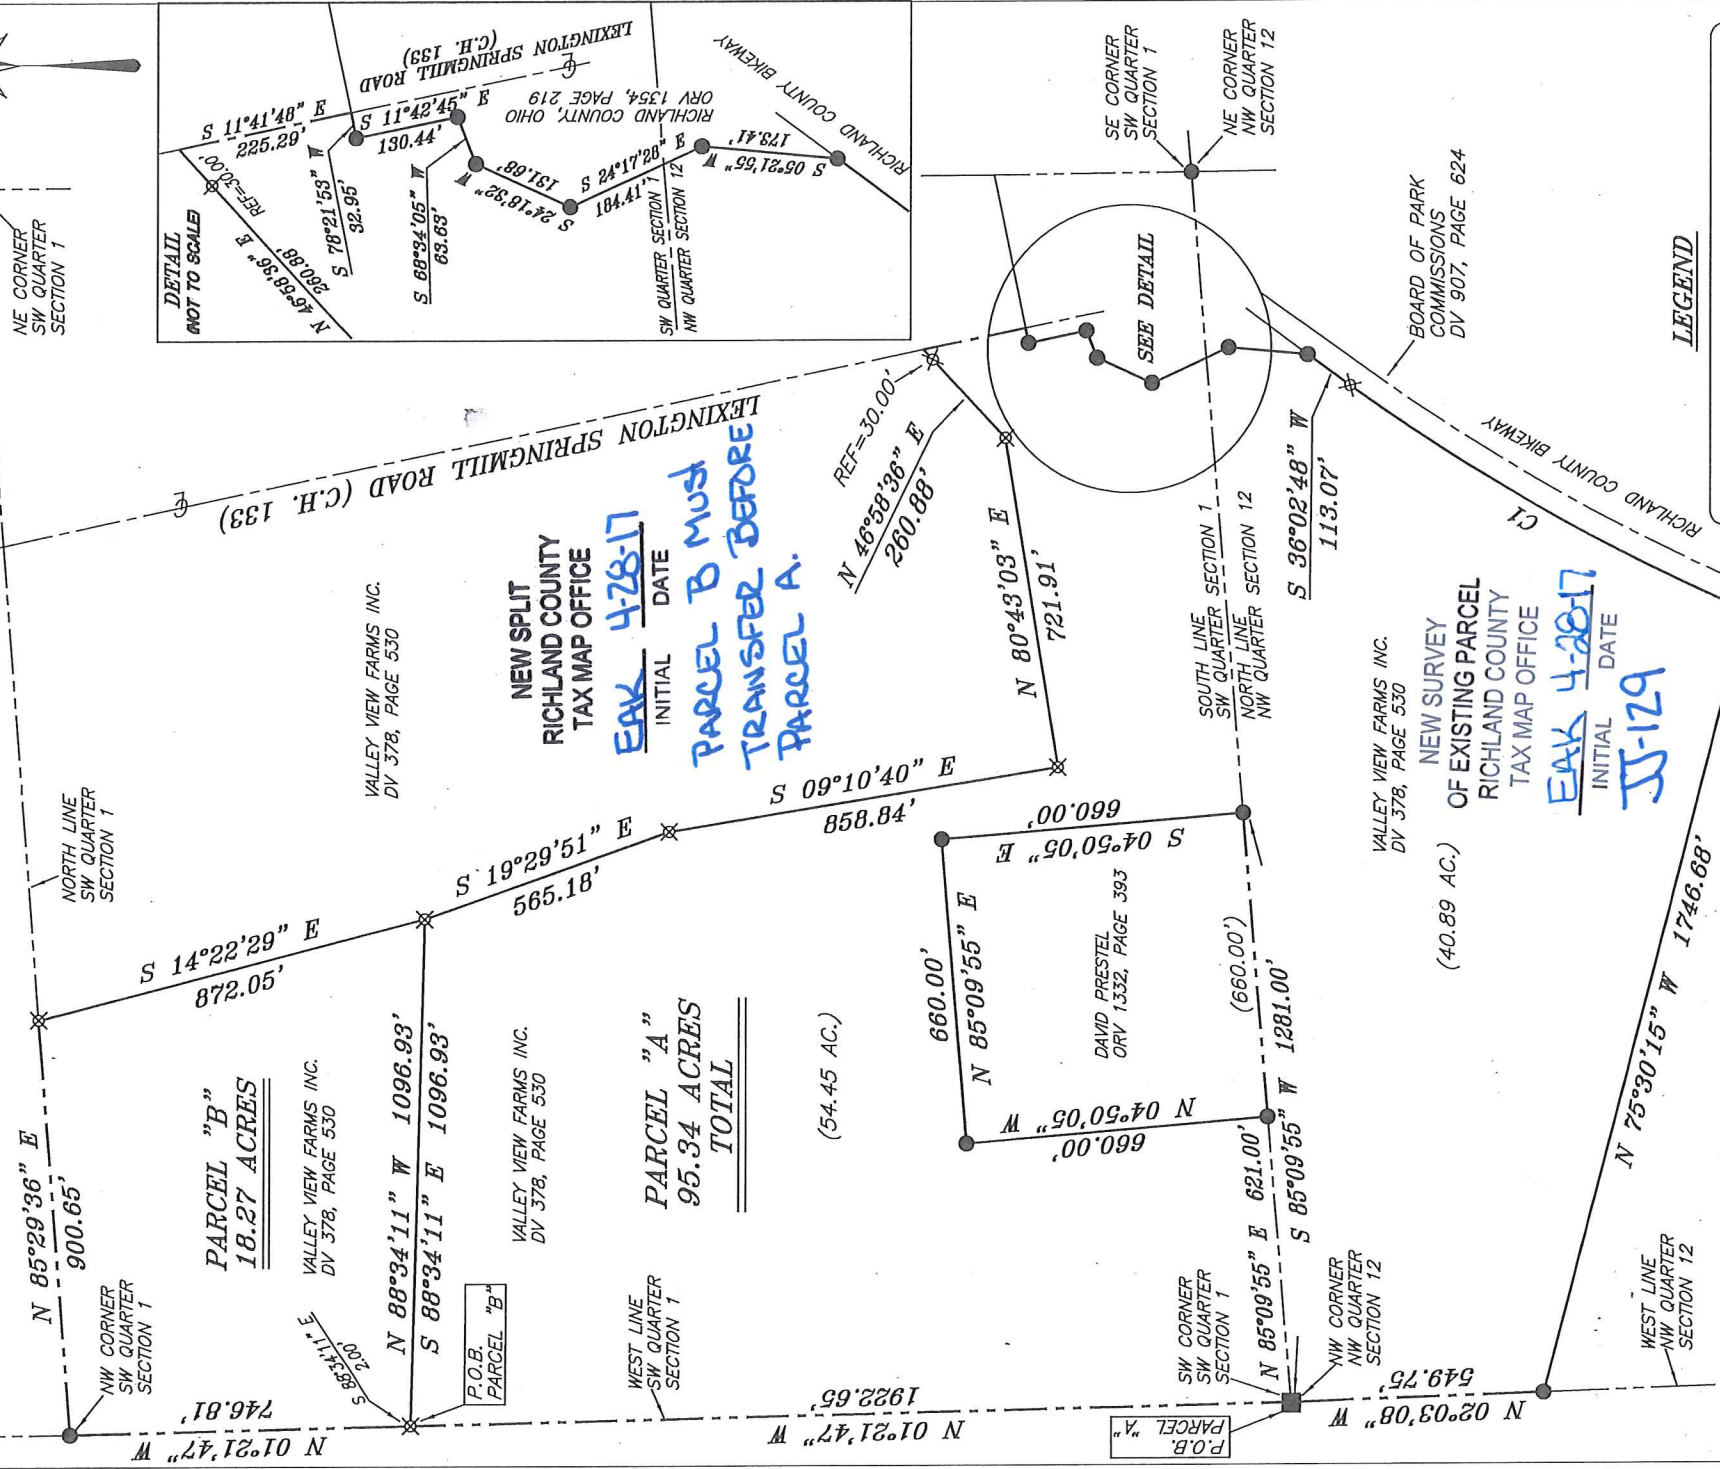 NE CORNER
SW QUARTER
SECTION 1
DETAIL
(NOT TO SCALE)
S 11°41'48" E
225.29'
REF=30.00'
N 46°58'36" E
260.88'
S 78°21'53" W
32.95'
S 11°42'45" E
130.44'
S 68°34'05" W
63.63'
S 24°18'32" W
131.68'
S 24°17'28" E
184.41'
S 05°21'55" W
173.41'
LEXINGTON SPRINGMILL ROAD
(C.H. 133)
RICHLAND COUNTY, OHIO
ORV 1354, PAGE 219
SW QUARTER SECTION 1
NW QUARTER SECTION 12
RICHLAND COUNTY BIKEWAY
RICHLAND COUNTY BIKEWAY
SE CORNER
SW QUARTER
SECTION 1
NE CORNER
NW QUARTER
SECTION 12
SEE DETAIL
BOARD OF PARK
COMMISSIONS
DV 907, PAGE 624
LEGEND
LEXINGTON SPRINGMILL ROAD (C.H. 133)
REF=30.00'
N 46°58'36" E
260.88'
N 80°43'03" E
721.91'
S 36°02'48" W
113.07'
C1
RICHLAND COUNTY BIKEWAY
NORTH LINE
SW QUARTER
SECTION 1
VALLEY VIEW FARMS INC.
DV 378, PAGE 530
NEW SPLIT
RICHLAND COUNTY
TAX MAP OFFICE
EAK 4-28-17
INITIAL DATE
PARCEL B MUST
TRANSFER BEFORE
PARCEL A.
SOUTH LINE
SW QUARTER SECTION 1
NORTH LINE
NW QUARTER SECTION 12
VALLEY VIEW FARMS INC.
DV 378, PAGE 530
NEW SURVEY
OF EXISTING PARCEL
RICHLAND COUNTY
TAX MAP OFFICE
EAK 4-28-17
INITIAL DATE
JJ-129
(40.89 AC.)
S 14°22'29" E
872.05'
S 19°29'51" E
565.18'
S 09°10'40" E
858.84'
660.00'
S 04°50'05" E
660.00'
N 85°09'55" E
DAVID PRESTEL
ORV 1332, PAGE 393
N 04°50'05" W
660.00'
(660.00')
N 85°09'55" E 621.00'
S 85°09'55" W 1281.00'
N 75°30'15" W 1746.68'
N 85°29'36" E
900.65'
PARCEL "B"
18.27 ACRES
VALLEY VIEW FARMS INC.
DV 378, PAGE 530
N 88°34'11" W 1096.93'
S 88°34'11" E 1096.93'
VALLEY VIEW FARMS INC.
DV 378, PAGE 530
PARCEL "A"
95.34 ACRES
TOTAL
(54.45 AC.)
NW CORNER
SW QUARTER
SECTION 1
S 88°34'11" E
2.00'
P.O.B.
PARCEL "B"
WEST LINE
SW QUARTER
SECTION 1
SW CORNER
SW QUARTER
SECTION 1
NW CORNER
NW QUARTER
SECTION 12
WEST LINE
NW QUARTER
SECTION 12
746.81'
N 01°21'47" W
1922.65'
N 01°21'47" W
P.O.B.
PARCEL "A"
549.75'
N 02°03'08" W